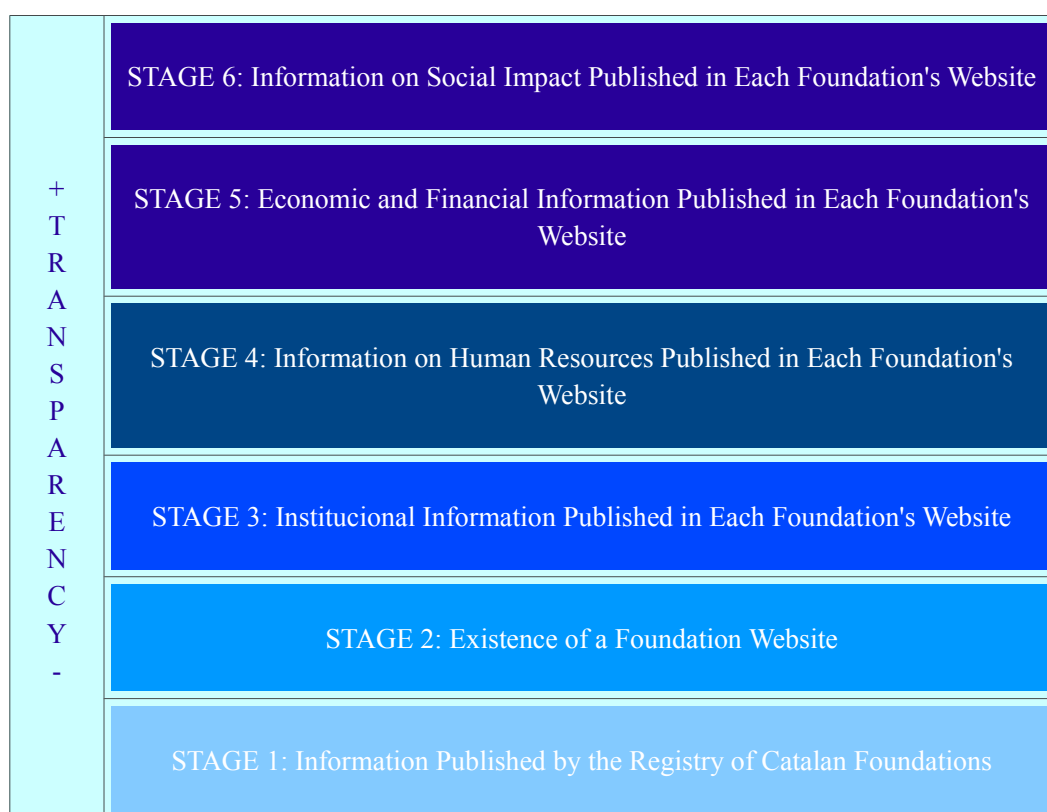 +
T
R
A
N
S
P
A
R
E
N
C
Y
-
STAGE 6: Information on Social Impact Published in Each Foundation's Website
STAGE 5: Economic and Financial Information Published in Each Foundation's
Website
STAGE 4: Information on Human Resources Published in Each Foundation's
Website
STAGE 3: Institucional Information Published in Each Foundation's Website
STAGE 2: Existence of a Foundation Website
STAGE 1: Information Published by the Registry of Catalan Foundations